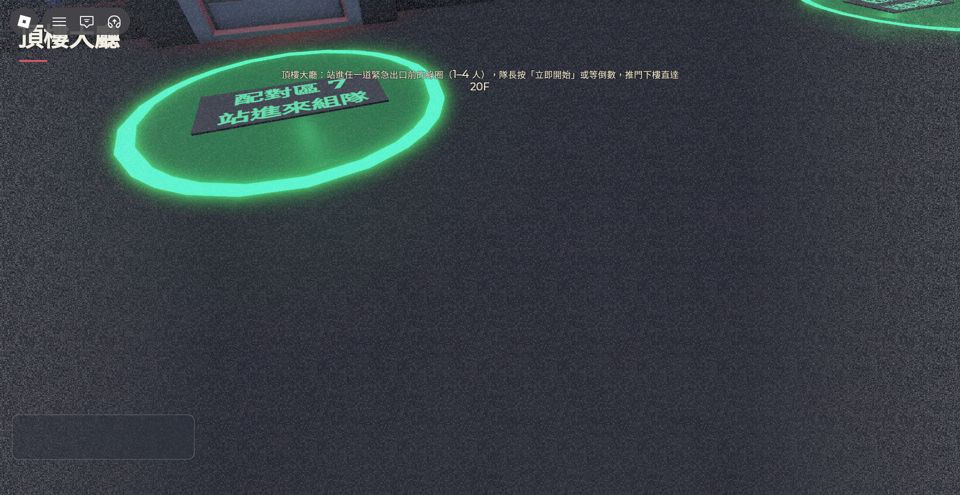 頂樓大廳
頂樓大廳：站進任一道緊急出口前的綠圈（1–4 人），隊長按「立即開始」或等倒數，推門下樓直達
20F
配對區 7
站進來組隊